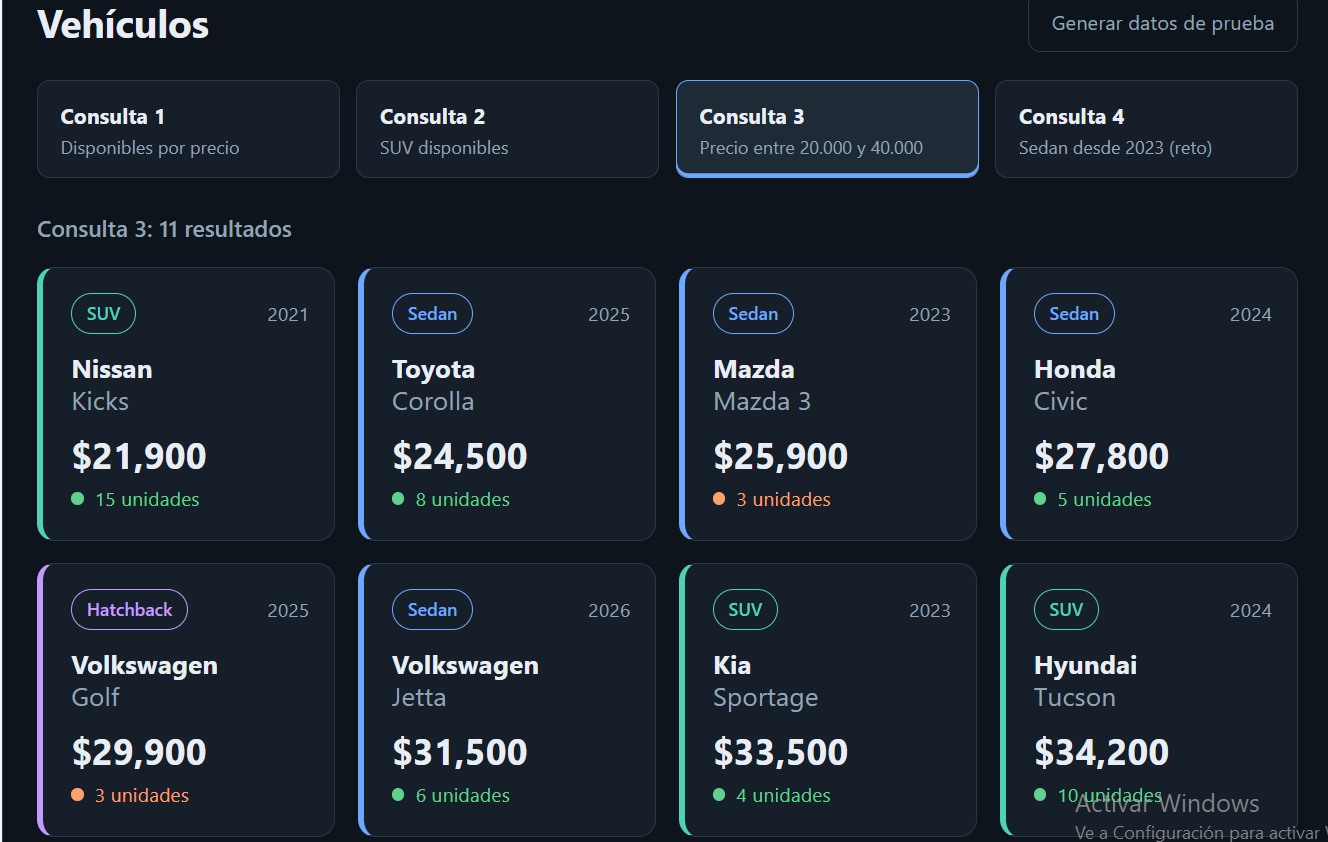 Vehículos
Generar datos de prueba
Consulta 1
Disponibles por precio
Consulta 2
SUV disponibles
Consulta 3
Precio entre 20.000 y 40.000
Consulta 4
Sedan desde 2023 (reto)
Consulta 3: 11 resultados
SUV 2021
Nissan
Kicks
$21,900
15 unidades
Sedan 2025
Toyota
Corolla
$24,500
8 unidades
Sedan 2023
Mazda
Mazda 3
$25,900
3 unidades
Sedan 2024
Honda
Civic
$27,800
5 unidades
Hatchback 2025
Volkswagen
Golf
$29,900
3 unidades
Sedan 2026
Volkswagen
Jetta
$31,500
6 unidades
SUV 2023
Kia
Sportage
$33,500
4 unidades
SUV 2024
Hyundai
Tucson
$34,200
10 unidades
Activar Windows
Ve a Configuración para activar